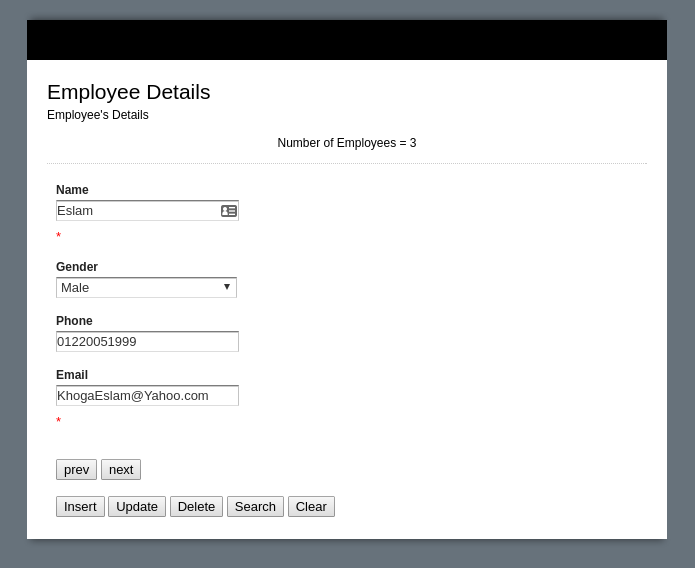 Employee Details
Employee's Details
Number of Employees = 3
Name
Eslam
*
Gender
Male
Phone
01220051999
Email
KhogaEslam@Yahoo.com
*
prev next
Insert Update Delete Search Clear